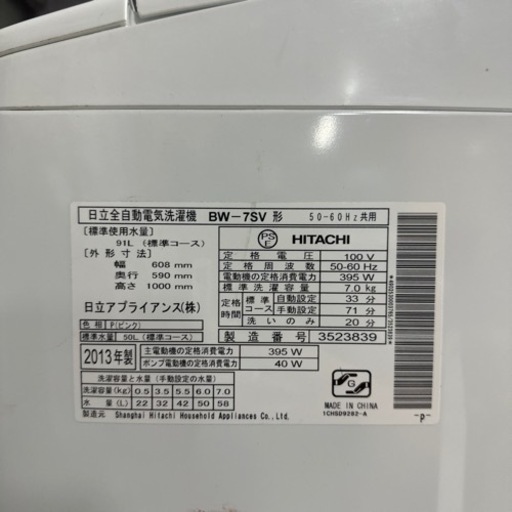 日立全自動電気洗濯機 BW-7SV 形 50-60Hz共用
[標準使用水量]
91L (標準コース)
[外形寸法]
幅 608 mm
奥行 590 mm
高さ 1000 mm
日立アプライアンス(株)
色相 P(ピンク)
標準水量 50L (標準コース)
2013年製
主電動機の定格消費電力 395 W
ポンプ電動機の定格消費電力 40 W
洗濯容量と水量 (手動設定の水量)
洗濯容量(kg) 0.5 3.5 5.5 6.0 7.0
水量(L) 22 32 42 50 58
製造元 Shanghai Hitachi Household Appliances Co.,Ltd.
PSE HITACHI
定格電圧 100 V
定格周波数 50-60 Hz
電動機の定格消費電力 395 W
標準洗濯容量 7.0 kg
定格時間 標準コース 自動設定 33 分
手動設定 71 分
洗いのみ 20 分
製造番号 3523839
G
MADE IN CHINA
1CHSD9282-A
-P-